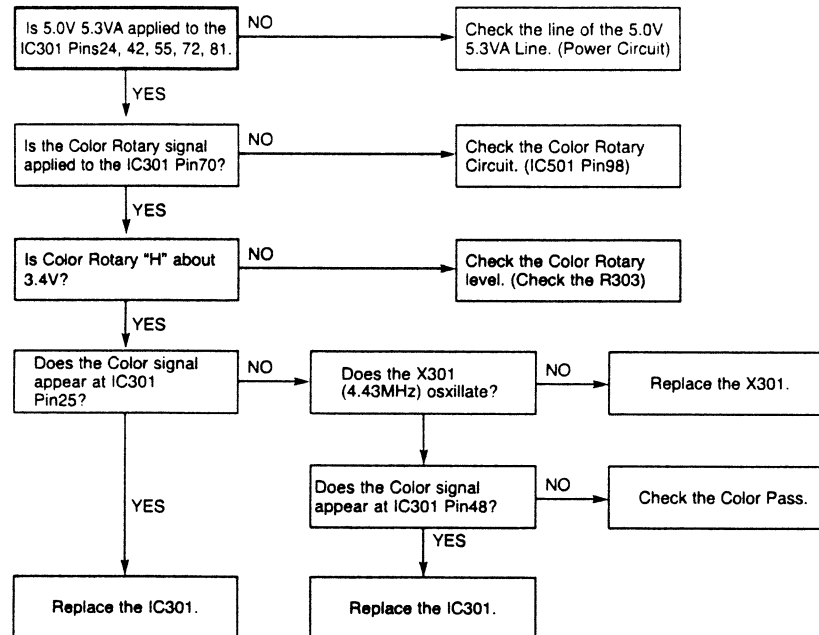 Is 5.0V 5.3VA applied to the
IC301 Pins24, 42, 55, 72, 81.
NO
Check the line of the 5.0V
5.3VA Line. (Power Circuit)
YES
Is the Color Rotary signal
applied to the IC301 Pin70?
NO
Check the Color Rotary
Circuit. (IC501 Pin98)
YES
Is Color Rotary "H" about
3.4V?
NO
Check the Color Rotary
level. (Check the R303)
YES
Does the Color signal
appear at IC301
Pin25?
NO
Does the X301
(4.43MHz) osxillate?
NO
Replace the X301.
YES
Does the Color signal
appear at IC301 Pin48?
NO
Check the Color Pass.
YES
Replace the IC301.
Replace the IC301.